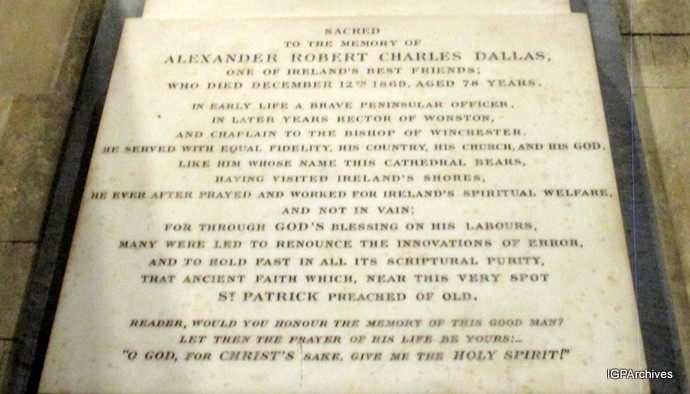 SACRED
TO THE MEMORY OF
ALEXANDER ROBERT CHARLES DALLAS,
ONE OF IRELAND'S BEST FRIENDS;
WHO DIED DECEMBER 12TH 1869, AGED 78 YEARS.
IN EARLY LIFE A BRAVE PENINSULAR OFFICER,
IN LATER YEARS RECTOR OF WONSTON,
AND CHAPLAIN TO THE BISHOP OF WINCHESTER.
HE SERVED WITH EQUAL FIDELITY, HIS COUNTRY, HIS CHURCH, AND HIS GOD.
LIKE HIM WHOSE NAME THIS CATHEDRAL BEARS,
HAVING VISITED IRELAND'S SHORES,
HE EVER AFTER PRAYED AND WORKED FOR IRELAND'S SPIRITUAL WELFARE,
AND NOT IN VAIN;
FOR THROUGH GOD'S BLESSING ON HIS LABOURS,
MANY WERE LED TO RENOUNCE THE INNOVATIONS OF ERROR,
AND TO HOLD FAST IN ALL ITS SCRIPTURAL PURITY,
THAT ANCIENT FAITH WHICH, NEAR THIS VERY SPOT
ST PATRICK PREACHED OF OLD.
READER, WOULD YOU HONOUR THE MEMORY OF THIS GOOD MAN?
LET THEN THE PRAYER OF HIS LIFE BE YOURS:_
"O GOD, FOR CHRIST'S SAKE, GIVE ME THE HOLY SPIRIT!"
IGPArchives